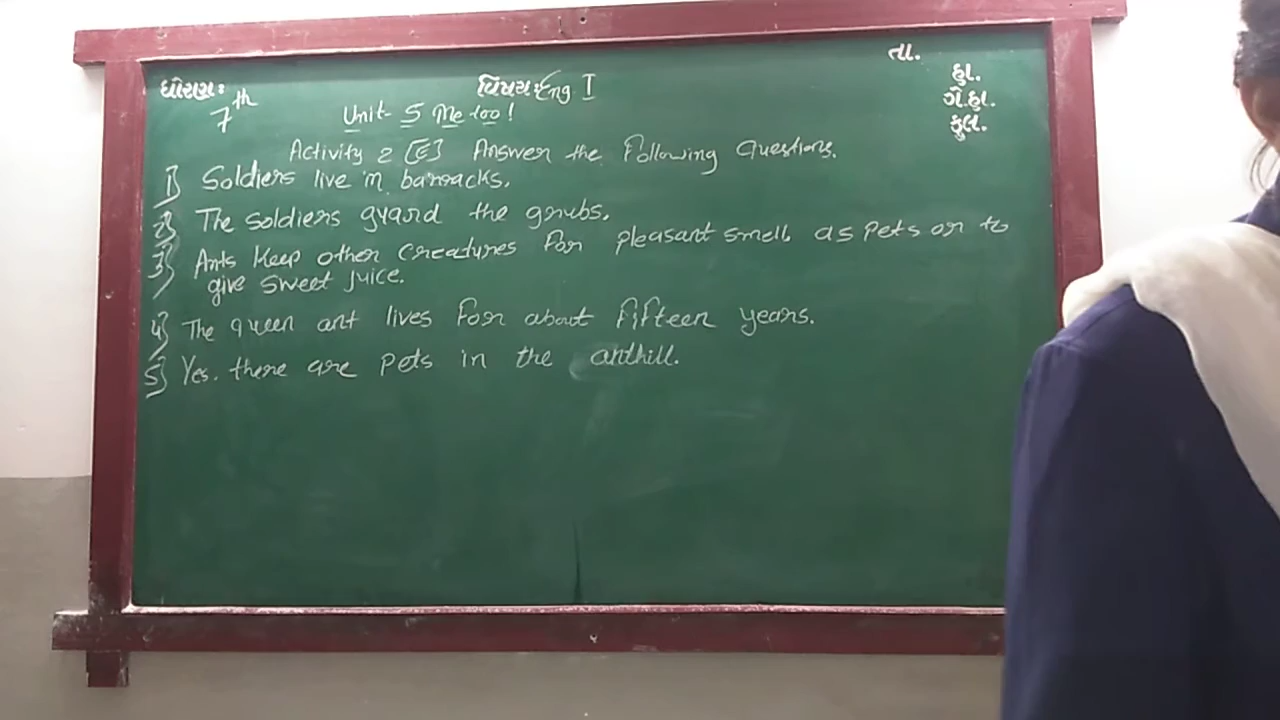 તા.
ધોરણ:
વિષય: Eng I
હા.
7th
ગે.હા.
Unit- 5 Me too!
કુલ.
Activity 2 [E] Answer the following Questions.
1] Soldiers live in barracks.
2] The soldiers guard the grubs.
3] Ants keep other creatures for pleasant smell as pets or to
give sweet juice.
4] The queen ant lives for about fifteen years.
5] Yes. there are pets in the anthill.